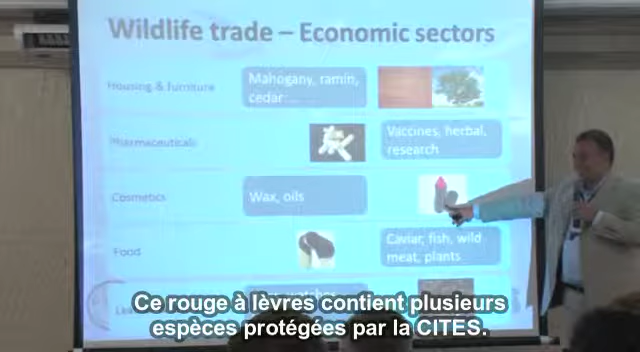 Wildlife trade – Economic sectors
Housing & furniture
Mahogany, ramin,
cedar...
Pharmaceuticals
Vaccines, herbal,
research
Cosmetics
Wax, oils
Food
Caviar, fish, wild
meat, plants
Ce rouge à lèvres contient plusieurs
espèces protégées par la CITES.